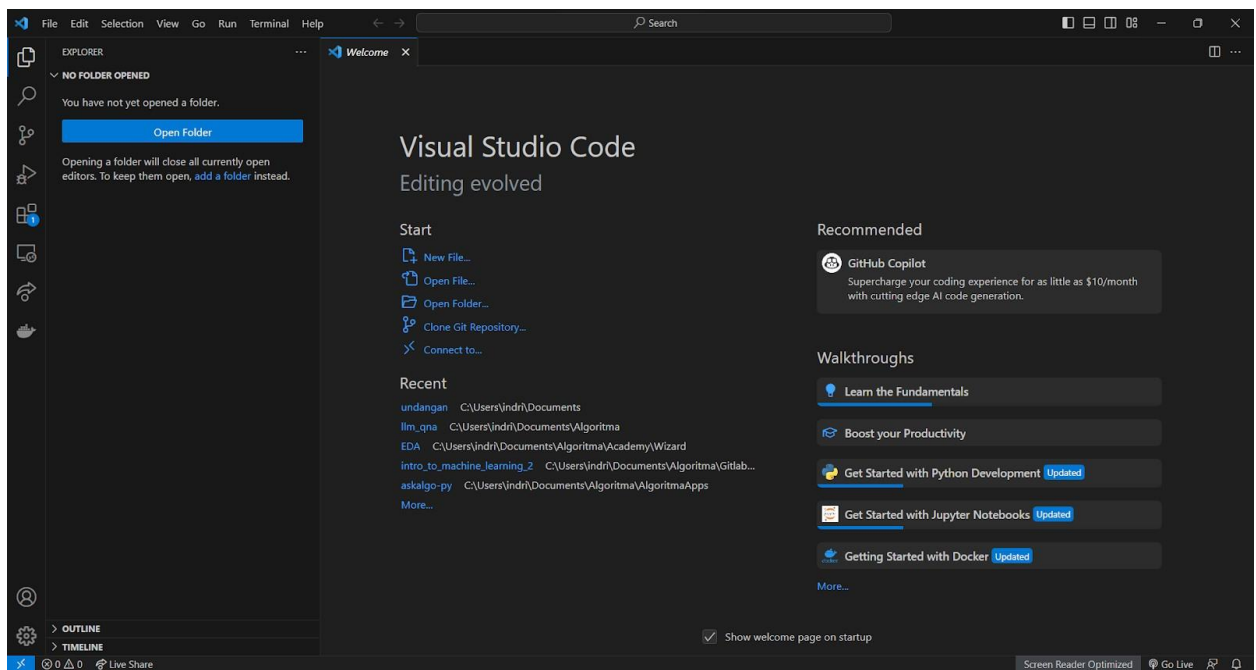 File Edit Selection View Go Run Terminal Help
Search
EXPLORER
NO FOLDER OPENED
You have not yet opened a folder.
Open Folder
Opening a folder will close all currently open
editors. To keep them open, add a folder instead.
1
OUTLINE
TIMELINE
Welcome
Visual Studio Code
Editing evolved
Start
New File...
Open File...
Open Folder...
Clone Git Repository...
Connect to...
Recent
undangan C:\Users\indri\Documents
llm_qna C:\Users\indri\Documents\Algoritma
EDA C:\Users\indri\Documents\Algoritma\Academy\Wizard
intro_to_machine_learning_2 C:\Users\indri\Documents\Algoritma\Gitlab...
askalgo-py C:\Users\indri\Documents\Algoritma\AlgoritmaApps
More...
Recommended
GitHub Copilot
Supercharge your coding experience for as little as $10/month
with cutting edge AI code generation.
Walkthroughs
Learn the Fundamentals
Boost your Productivity
Get Started with Python Development Updated
Get Started with Jupyter Notebooks Updated
Getting Started with Docker Updated
More...
Show welcome page on startup
0 0 Live Share
Screen Reader Optimized Go Live